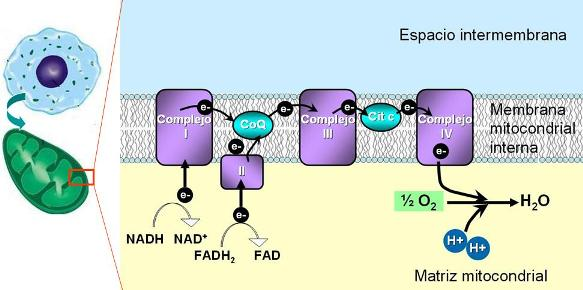 Espacio intermembrana
Complejo
I
e-
e-
CoQ
e-
e-
II
Complejo
III
e-
Cit c
e-
Complejo
IV
e-
Membrana
mitocondrial
interna
e-
e-
NADH NAD⁺
FADH₂ FAD
½ O₂
H₂O
H+
H+
Matriz mitocondrial